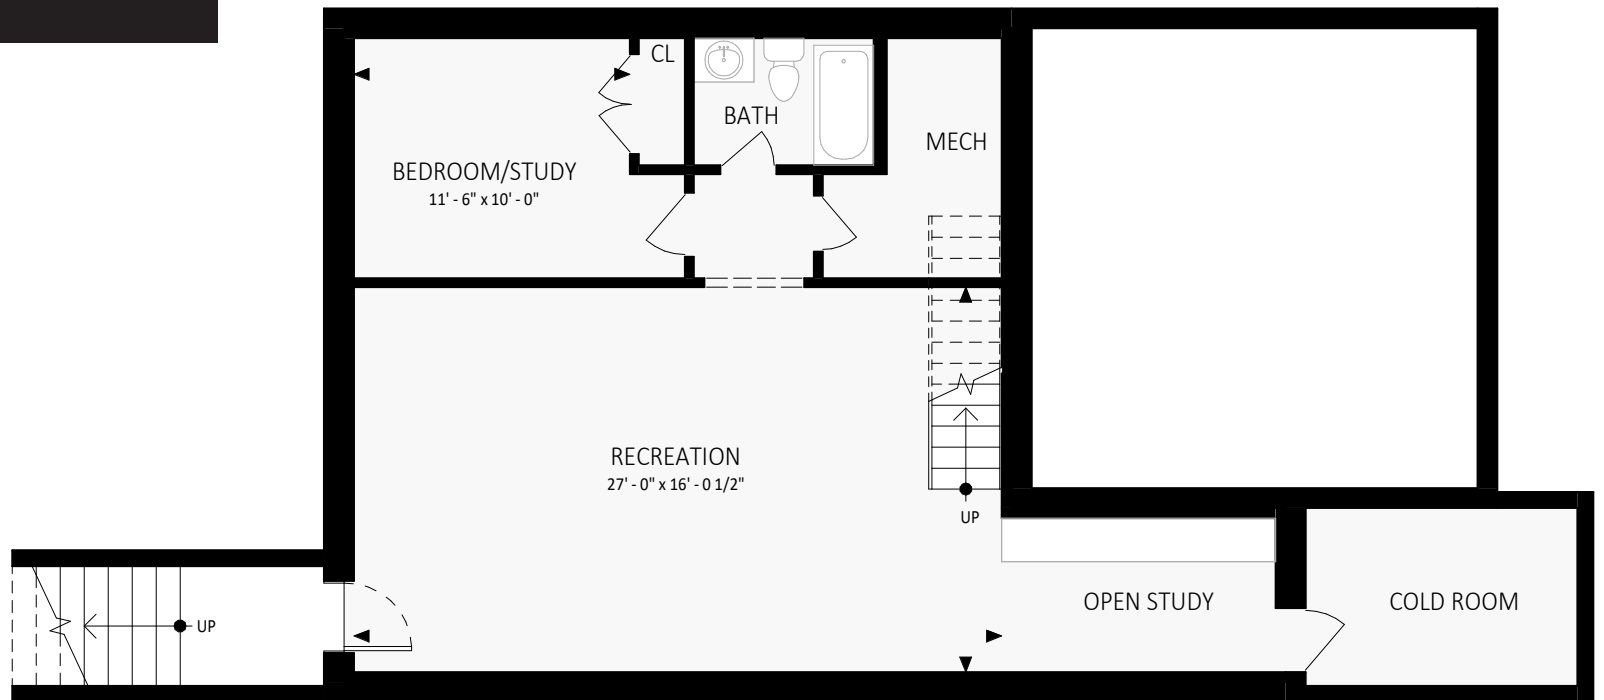 CL
BATH
MECH
BEDROOM/STUDY
11' - 6" x 10' - 0"
RECREATION
27' - 0" x 16' - 0 1/2"
UP
OPEN STUDY
COLD ROOM
UP